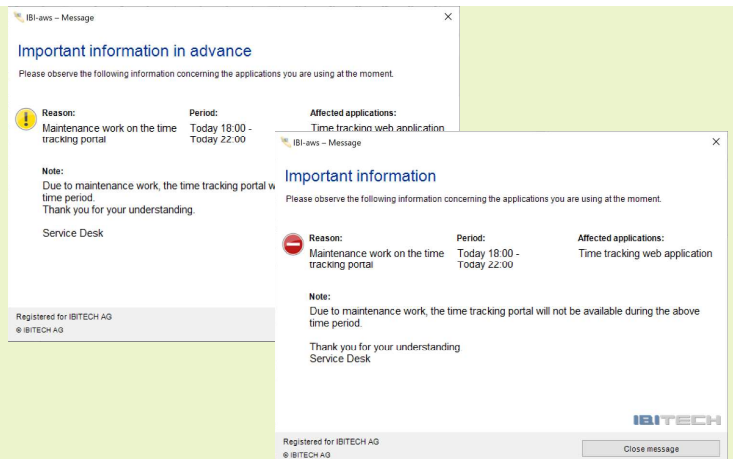 IBI-aws – Message
Important information in advance
Please observe the following information concerning the applications you are using at the moment.
Reason:
Period:
Affected applications:
Maintenance work on the time
tracking portal
Today 18:00 -
Today 22:00
Time tracking web application
Note:
Due to maintenance work, the time tracking portal w
time period.
Thank you for your understanding.
Service Desk
Registered for IBITECH AG
© IBITECH AG
IBI-aws – Message
Important information
Please observe the following information concerning the applications you are using at the moment.
Reason:
Period:
Affected applications:
Maintenance work on the time
tracking portal
Today 18:00 -
Today 22:00
Time tracking web application
Note:
Due to maintenance work, the time tracking portal will not be available during the above
time period.
Thank you for your understanding
Service Desk
IBITECH
Registered for IBITECH AG
© IBITECH AG
Close message